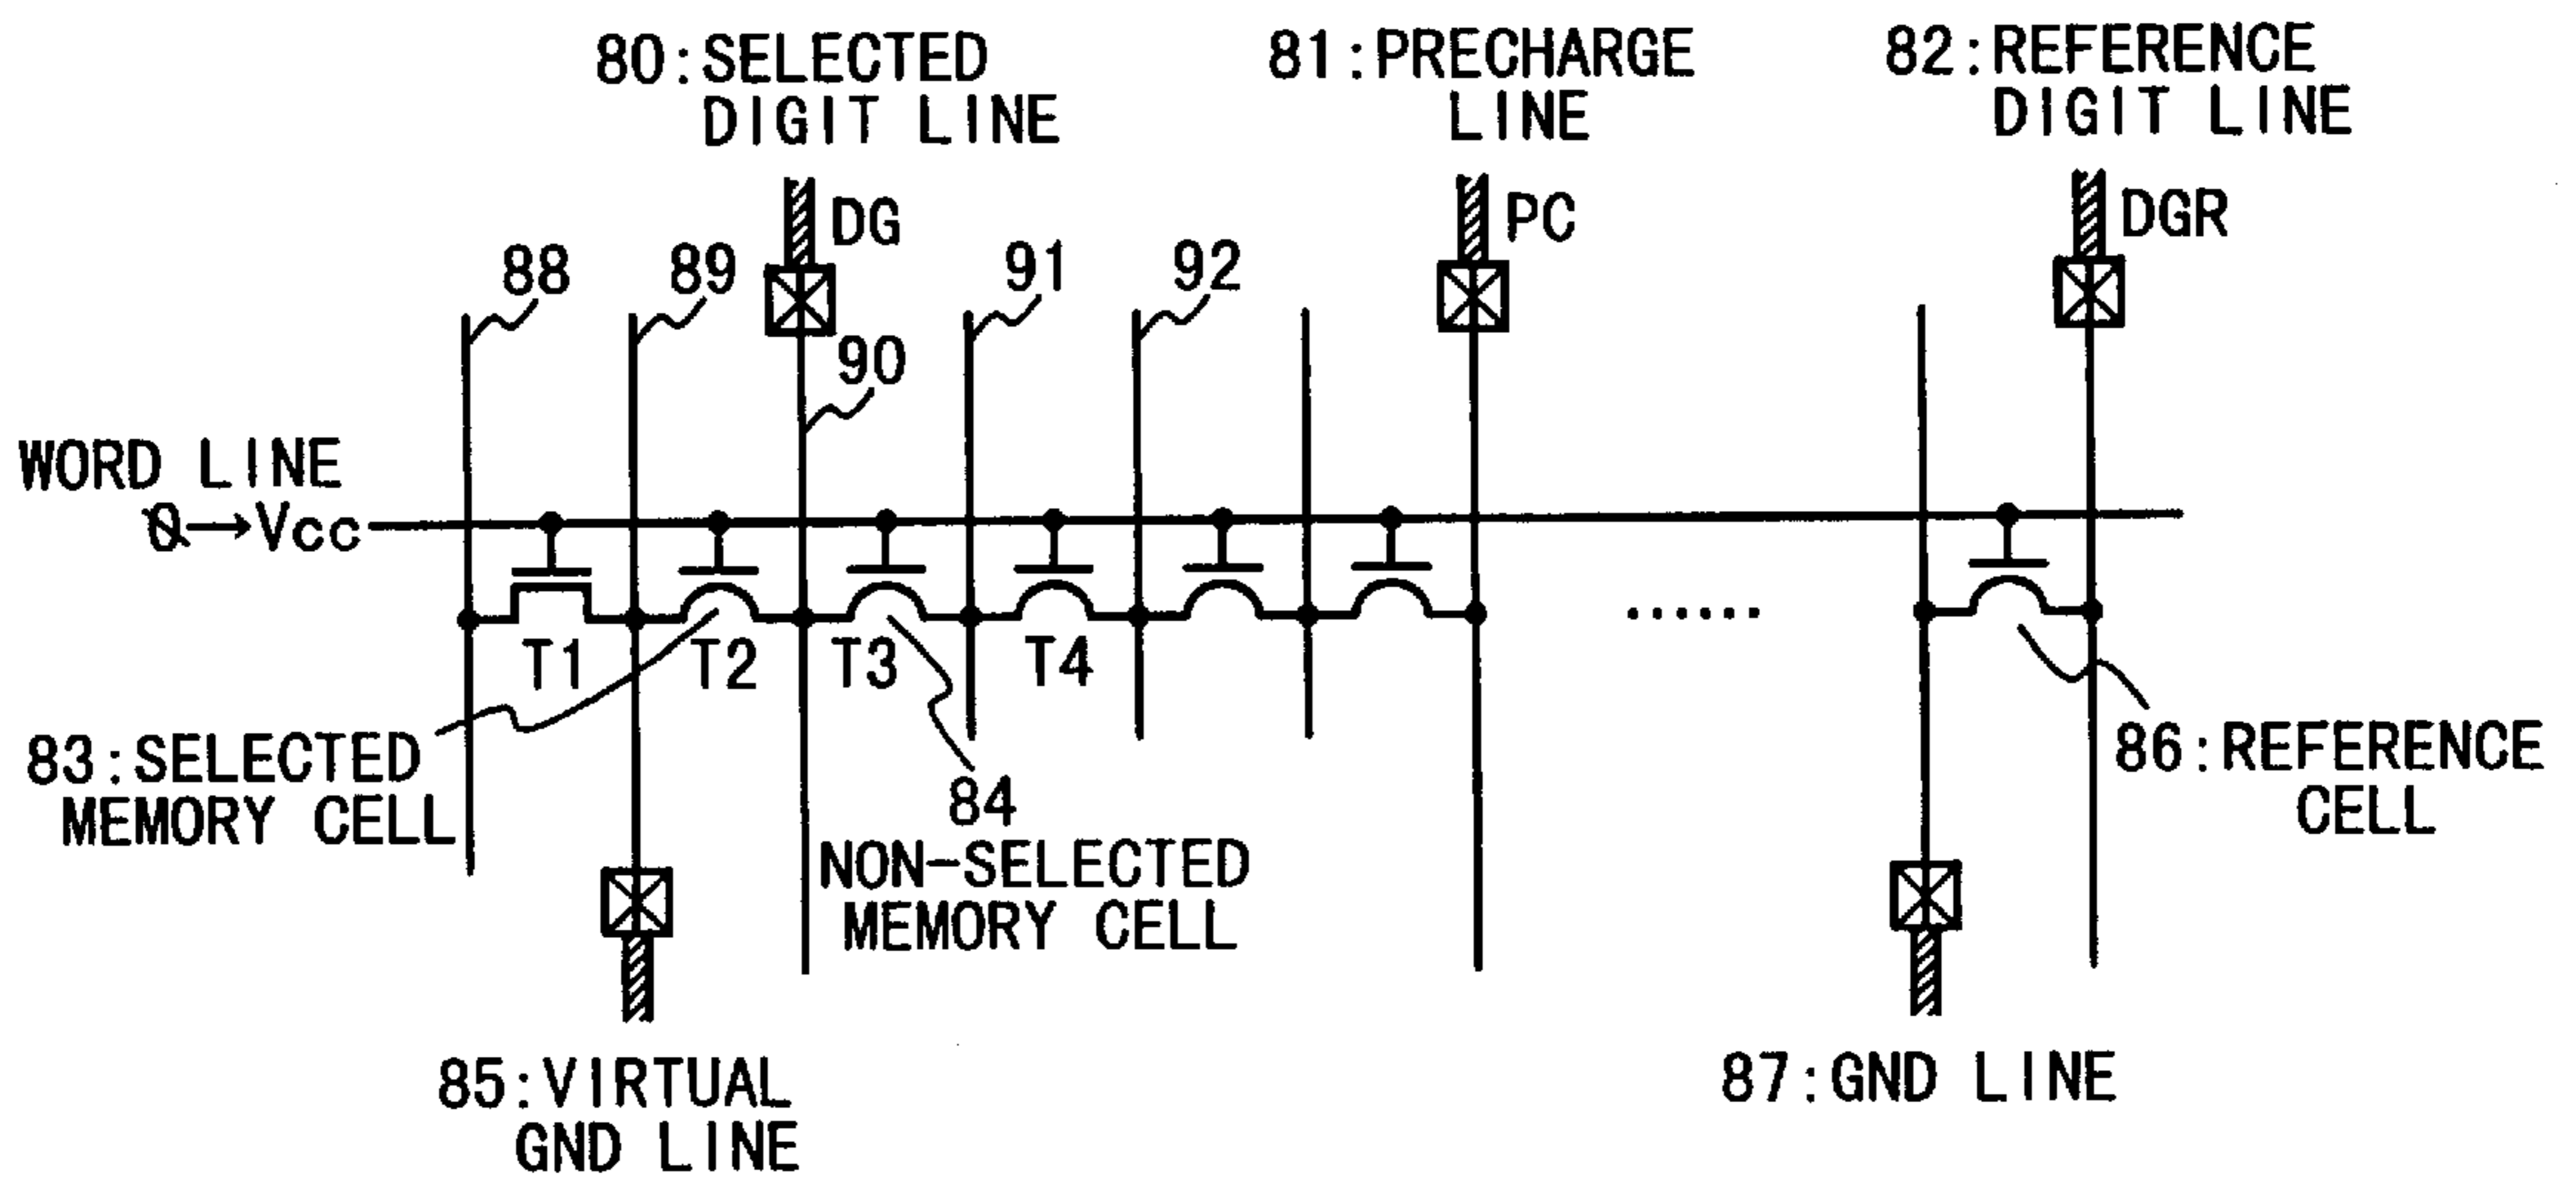 80:SELECTED
DIGIT LINE
81:PRECHARGE
LINE
82:REFERENCE
DIGIT LINE
DG
PC
DGR
88
89
91
92
90
WORD LINE
0→Vcc
T1
T2
T3
T4
83:SELECTED
MEMORY CELL
84
NON-SELECTED
MEMORY CELL
86:REFERENCE
CELL
85:VIRTUAL
GND LINE
87:GND LINE